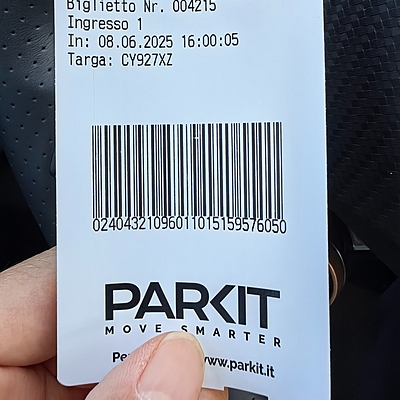 Biglietto Nr. 004215
Ingresso 1
In: 08.06.2025 16:00:05
Targa: CY927XZ
02404321096011015159576050
PARKIT
MOVE SMARTER
www.parkit.it